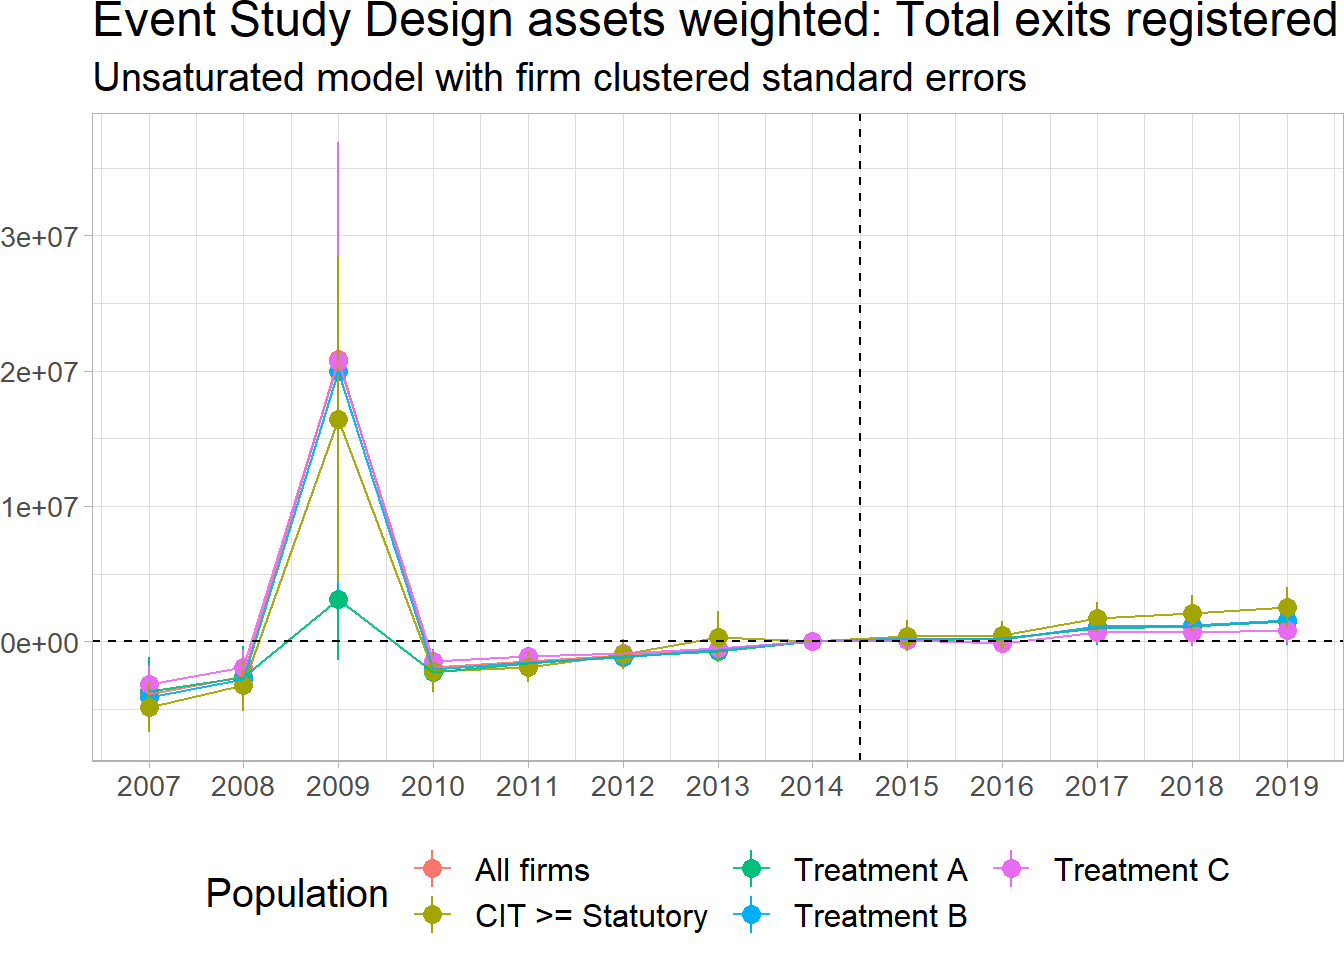 Event Study Design assets weighted: Total exits registered
Unsaturated model with firm clustered standard errors
3e+07
2e+07
1e+07
0e+00
2007 2008 2009 2010 2011 2012 2013 2014 2015 2016 2017 2018 2019
Population
All firms
Treatment A
Treatment C
CIT >= Statutory
Treatment B